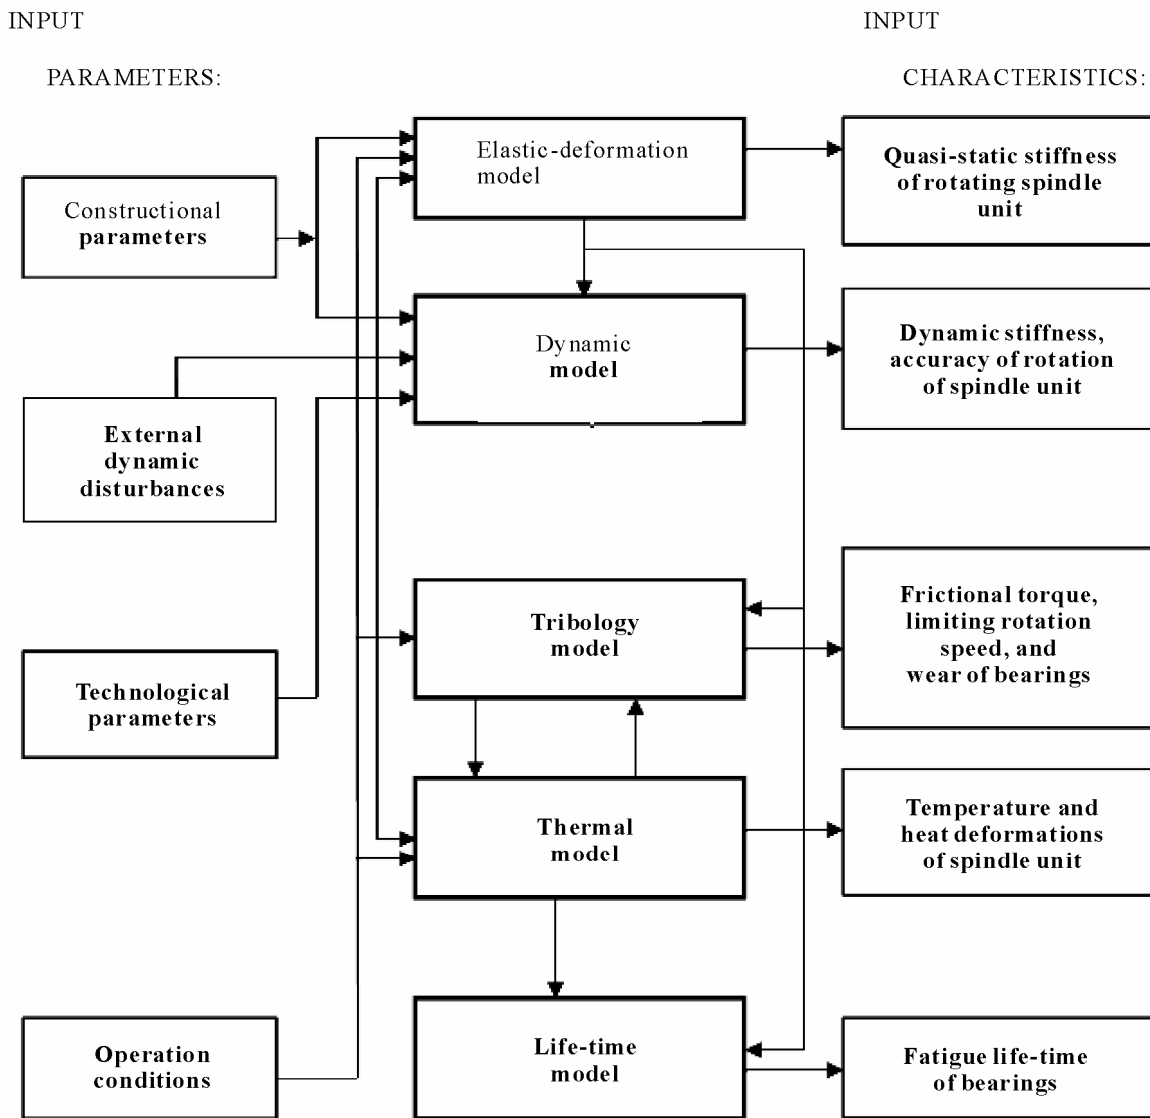 INPUT
PARAMETERS:
INPUT
CHARACTERISTICS:
Constructional
parameters
External
dynamic
disturbances
Technological
parameters
Operation
conditions
Elastic-deformation
model
Dynamic
model
Tribology
model
Thermal
model
Life-time
model
Quasi-static stiffness
of rotating spindle
unit
Dynamic stiffness,
accuracy of rotation
of spindle unit
Frictional torque,
limiting rotation
speed, and
wear of bearings
Temperature and
heat deformations
of spindle unit
Fatigue life-time
of bearings